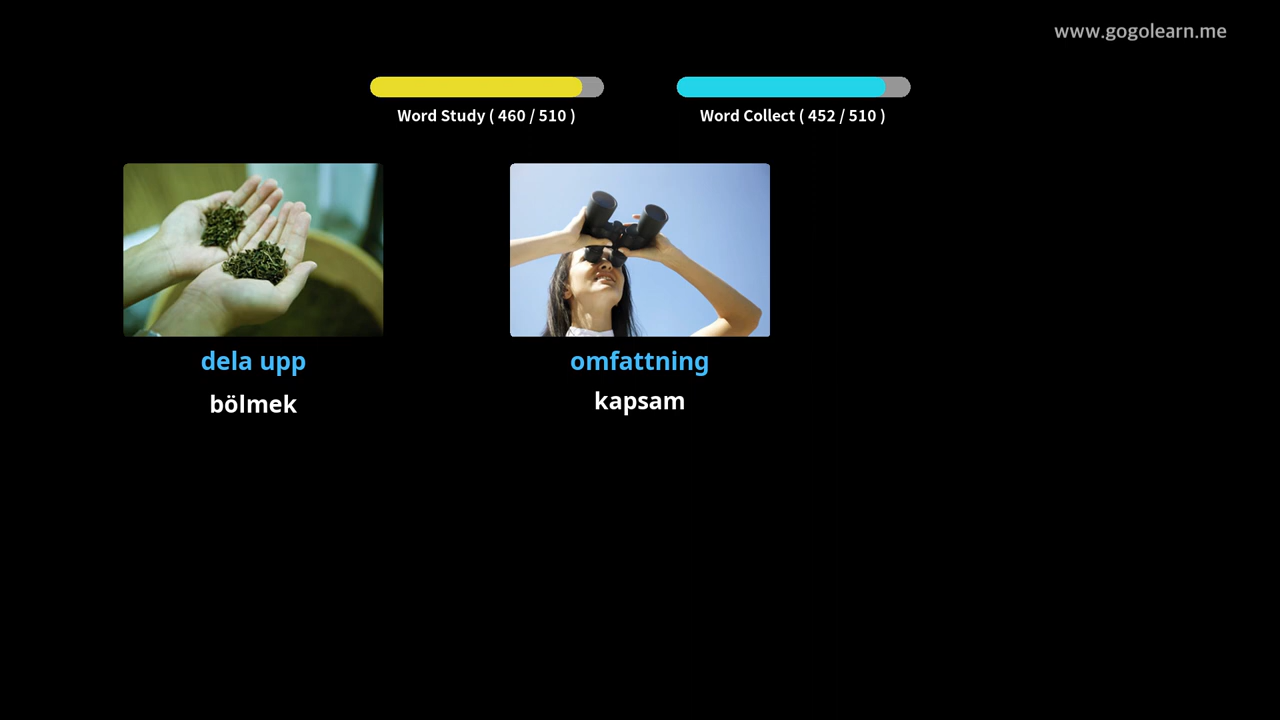 www.gogolearn.me
Word Study ( 460 / 510 )
Word Collect ( 452 / 510 )
dela upp
bölmek
omfattning
kapsam